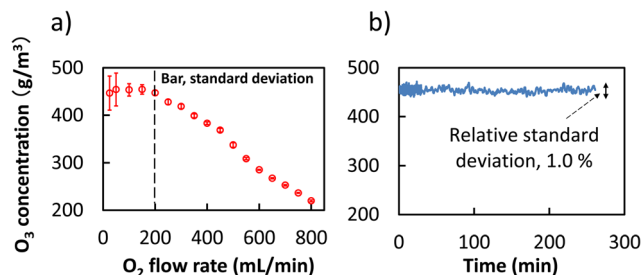 a)
b)
O₃ concentration (g/m³)
500
400
300
200
0 200 400 600 800
O₂ flow rate (mL/min)
Bar, standard deviation
500
400
300
200
0 100 200 300
Time (min)
Relative standard
deviation, 1.0 %